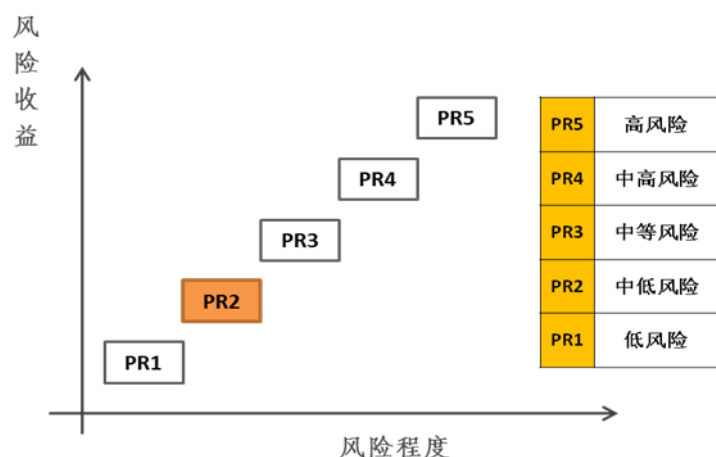 风险收益
PR5
PR4
PR3
PR2
PR1
风险程度
PR5 高风险
PR4 中高风险
PR3 中等风险
PR2 中低风险
PR1 低风险